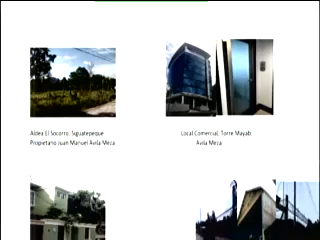 Aldea El Socorro, Siguatepeque
Propietario Juan Manuel Avila Meza
Local Comercial, Torre Mayab,
Avila Meza